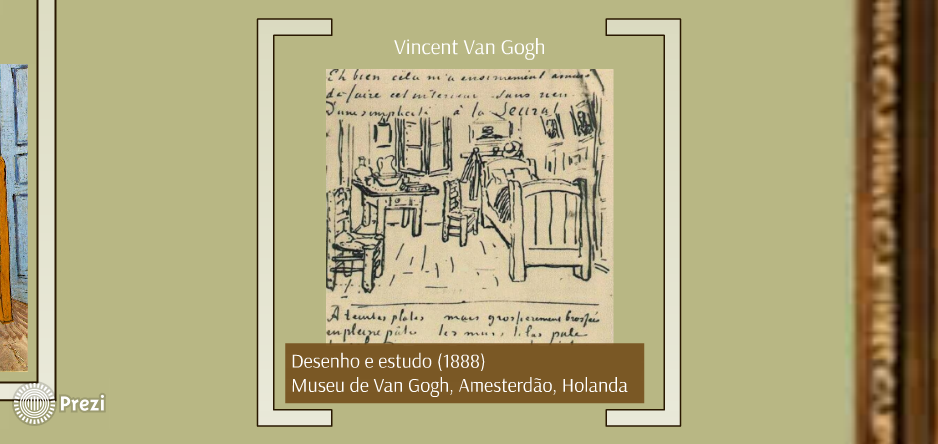 Vincent Van Gogh
Eh bien cela m'a enormement amusé
de faire cet interieur sans rien
D'une simplicité à la Seurat
A teintes plates mais grossierement brossées
en pleine pâte les murs lilas pale
Desenho e estudo (1888)
Museu de Van Gogh, Amesterdão, Holanda
Prezi